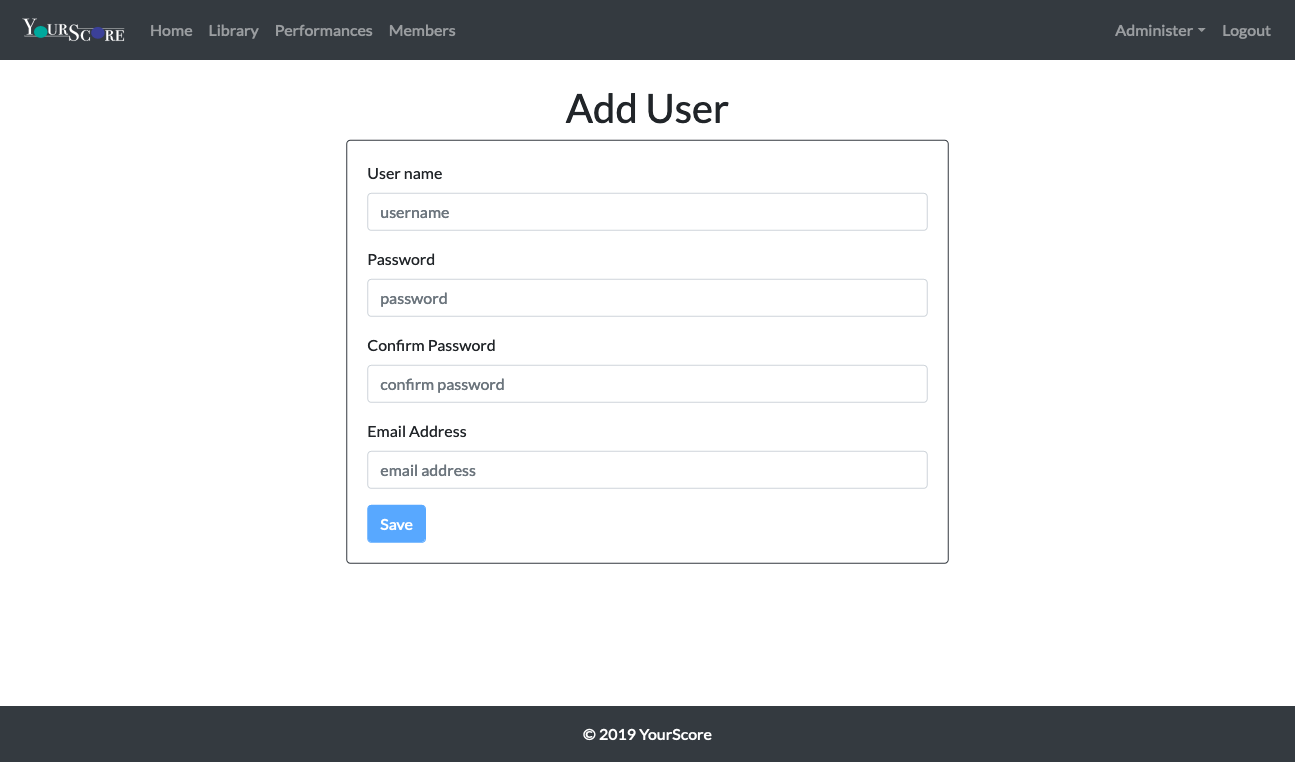 YourScore Home Library Performances Members Administer Logout
Add User
User name
username
Password
password
Confirm Password
confirm password
Email Address
email address
Save
© 2019 YourScore